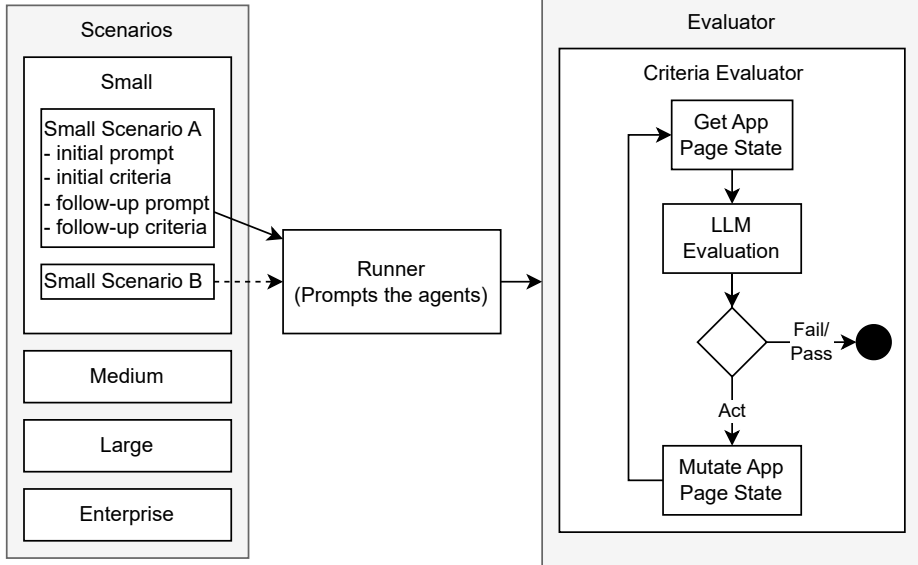 Scenarios
Small
Small Scenario A
- initial prompt
- initial criteria
- follow-up prompt
- follow-up criteria
Small Scenario B
Medium
Large
Enterprise
Runner
(Prompts the agents)
Evaluator
Criteria Evaluator
Get App
Page State
LLM
Evaluation
Fail/
Pass
Act
Mutate App
Page State